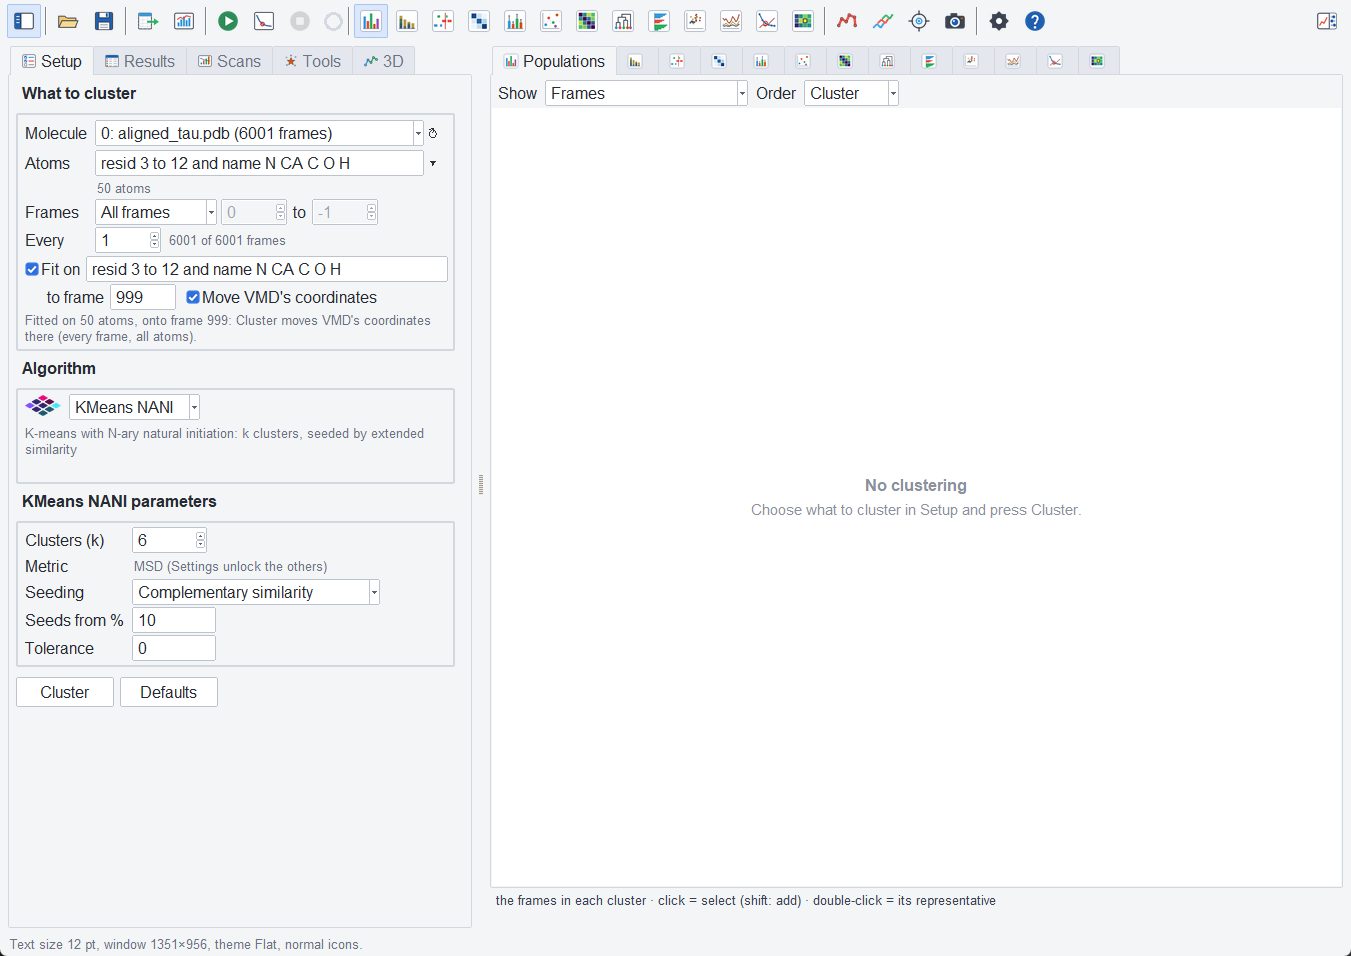 Setup
Results
Scans
Tools
3D
Populations
What to cluster
Show
Frames
Order
Cluster
Molecule
0: aligned_tau.pdb (6001 frames)
Atoms
resid 3 to 12 and name N CA C O H
50 atoms
Frames
All frames
0
to
-1
Every
1
6001 of 6001 frames
Fit on
resid 3 to 12 and name N CA C O H
to frame
999
Move VMD's coordinates
Fitted on 50 atoms, onto frame 999: Cluster moves VMD's coordinates
there (every frame, all atoms).
Algorithm
KMeans NANI
K-means with N-ary natural initiation: k clusters, seeded by extended
similarity
KMeans NANI parameters
Clusters (k)
6
Metric
MSD (Settings unlock the others)
Seeding
Complementary similarity
Seeds from %
10
Tolerance
0
Cluster
Defaults
No clustering
Choose what to cluster in Setup and press Cluster.
the frames in each cluster · click = select (shift: add) · double-click = its representative
Text size 12 pt, window 1351×956, theme Flat, normal icons.